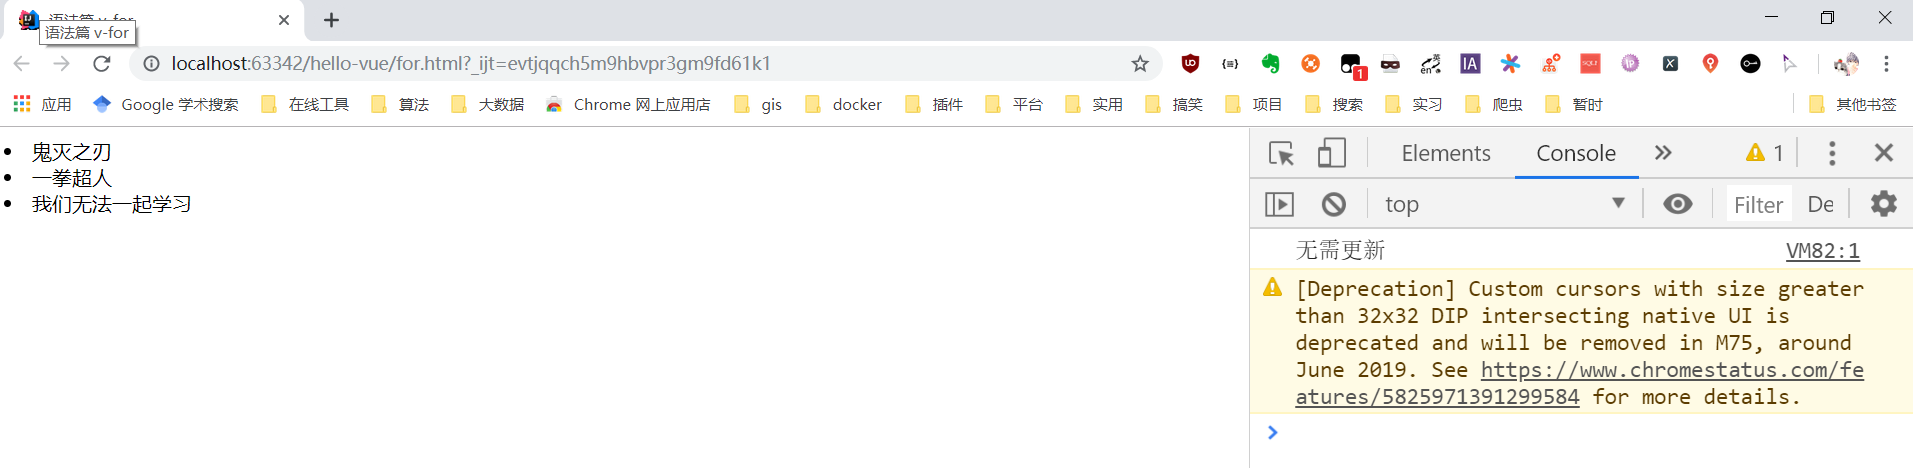 语法篇 v-for
语法篇 v-for
localhost:63342/hello-vue/for.html?_ijt=evtjqqch5m9hbvpr3gm9fd61k1
应用 Google 学术搜索 在线工具 算法 大数据 Chrome 网上应用店 gis docker 插件 平台 实用 搞笑 项目 搜索 实习 爬虫 暂时 其他书签
鬼灭之刃
一拳超人
我们无法一起学习
Elements Console 1
top Filter De
无需更新 VM82:1
[Deprecation] Custom cursors with size greater
than 32x32 DIP intersecting native UI is
deprecated and will be removed in M75, around
June 2019. See https://www.chromestatus.com/fe
atures/5825971391299584 for more details.